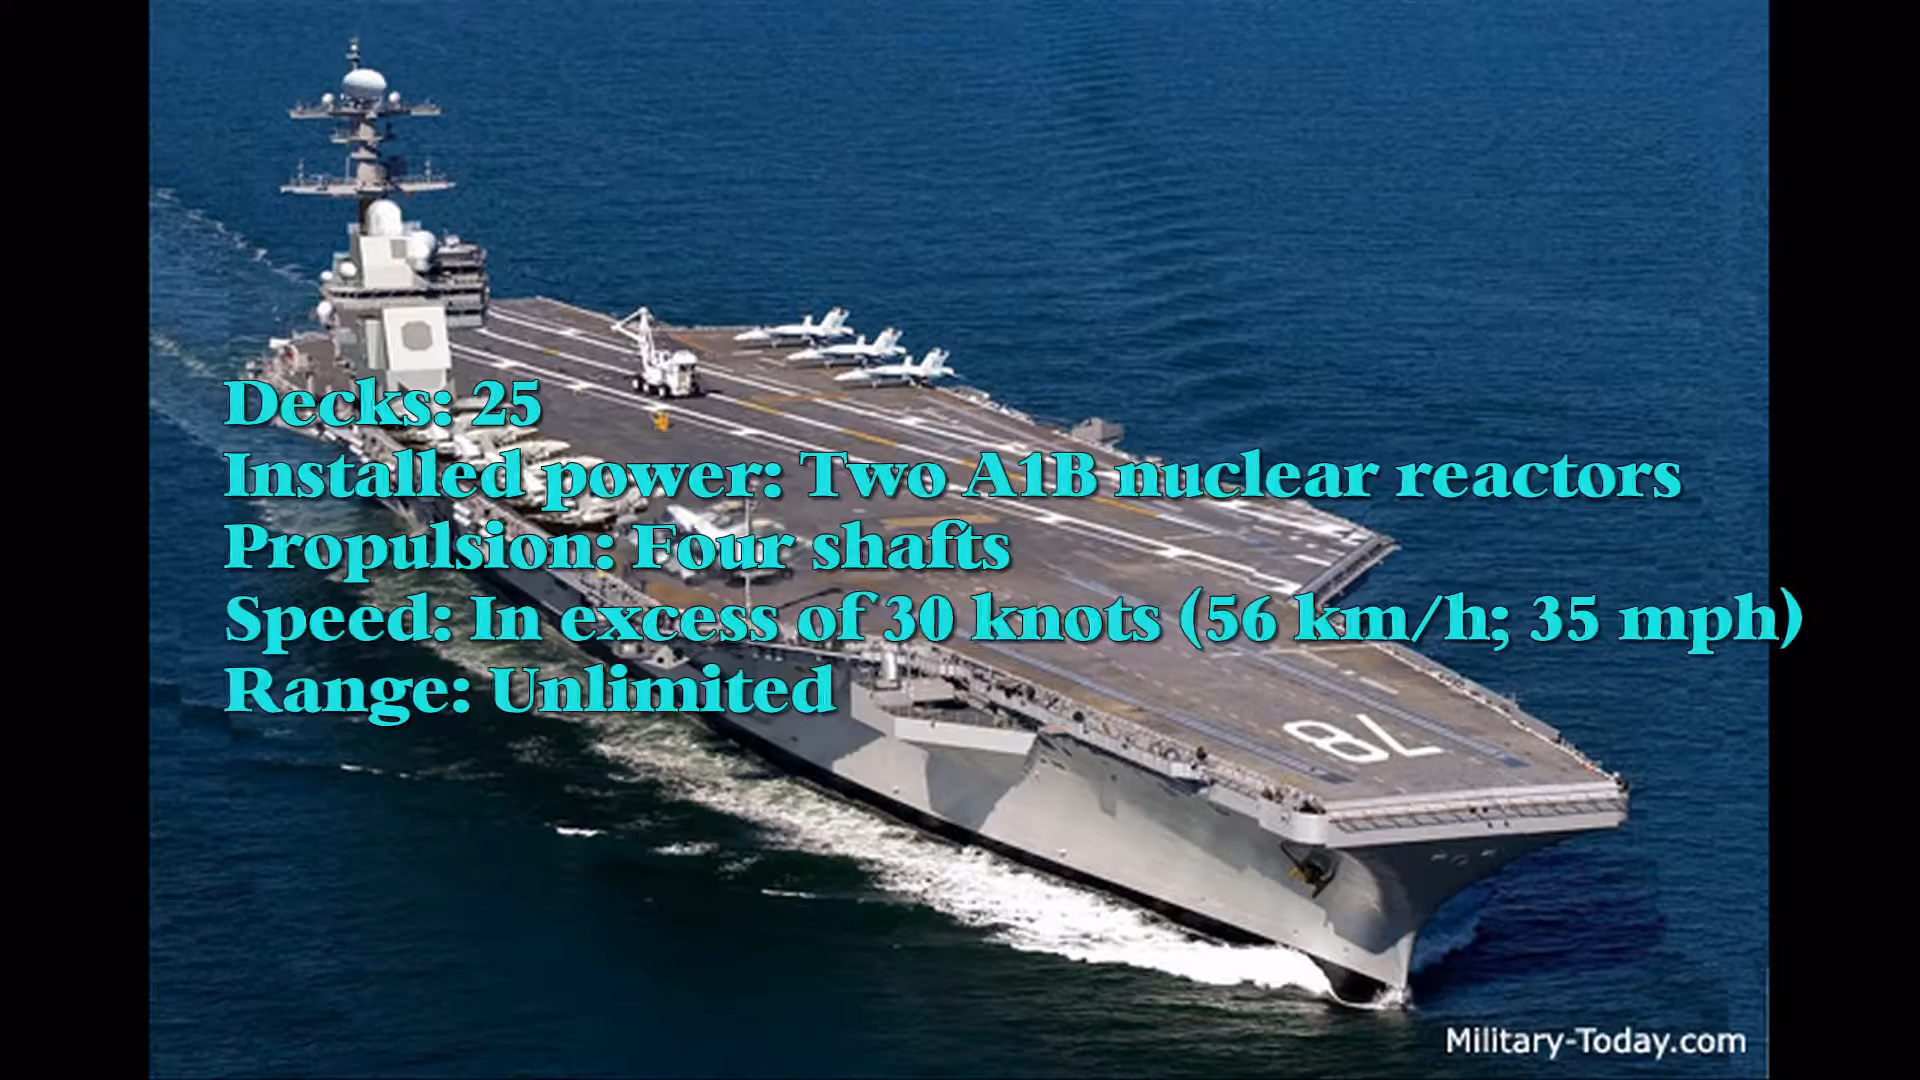 Decks: 25
Installed power: Two A1B nuclear reactors
Propulsion: Four shafts
Speed: In excess of 30 knots (56 km/h; 35 mph)
Range: Unlimited
78
Military-Today.com